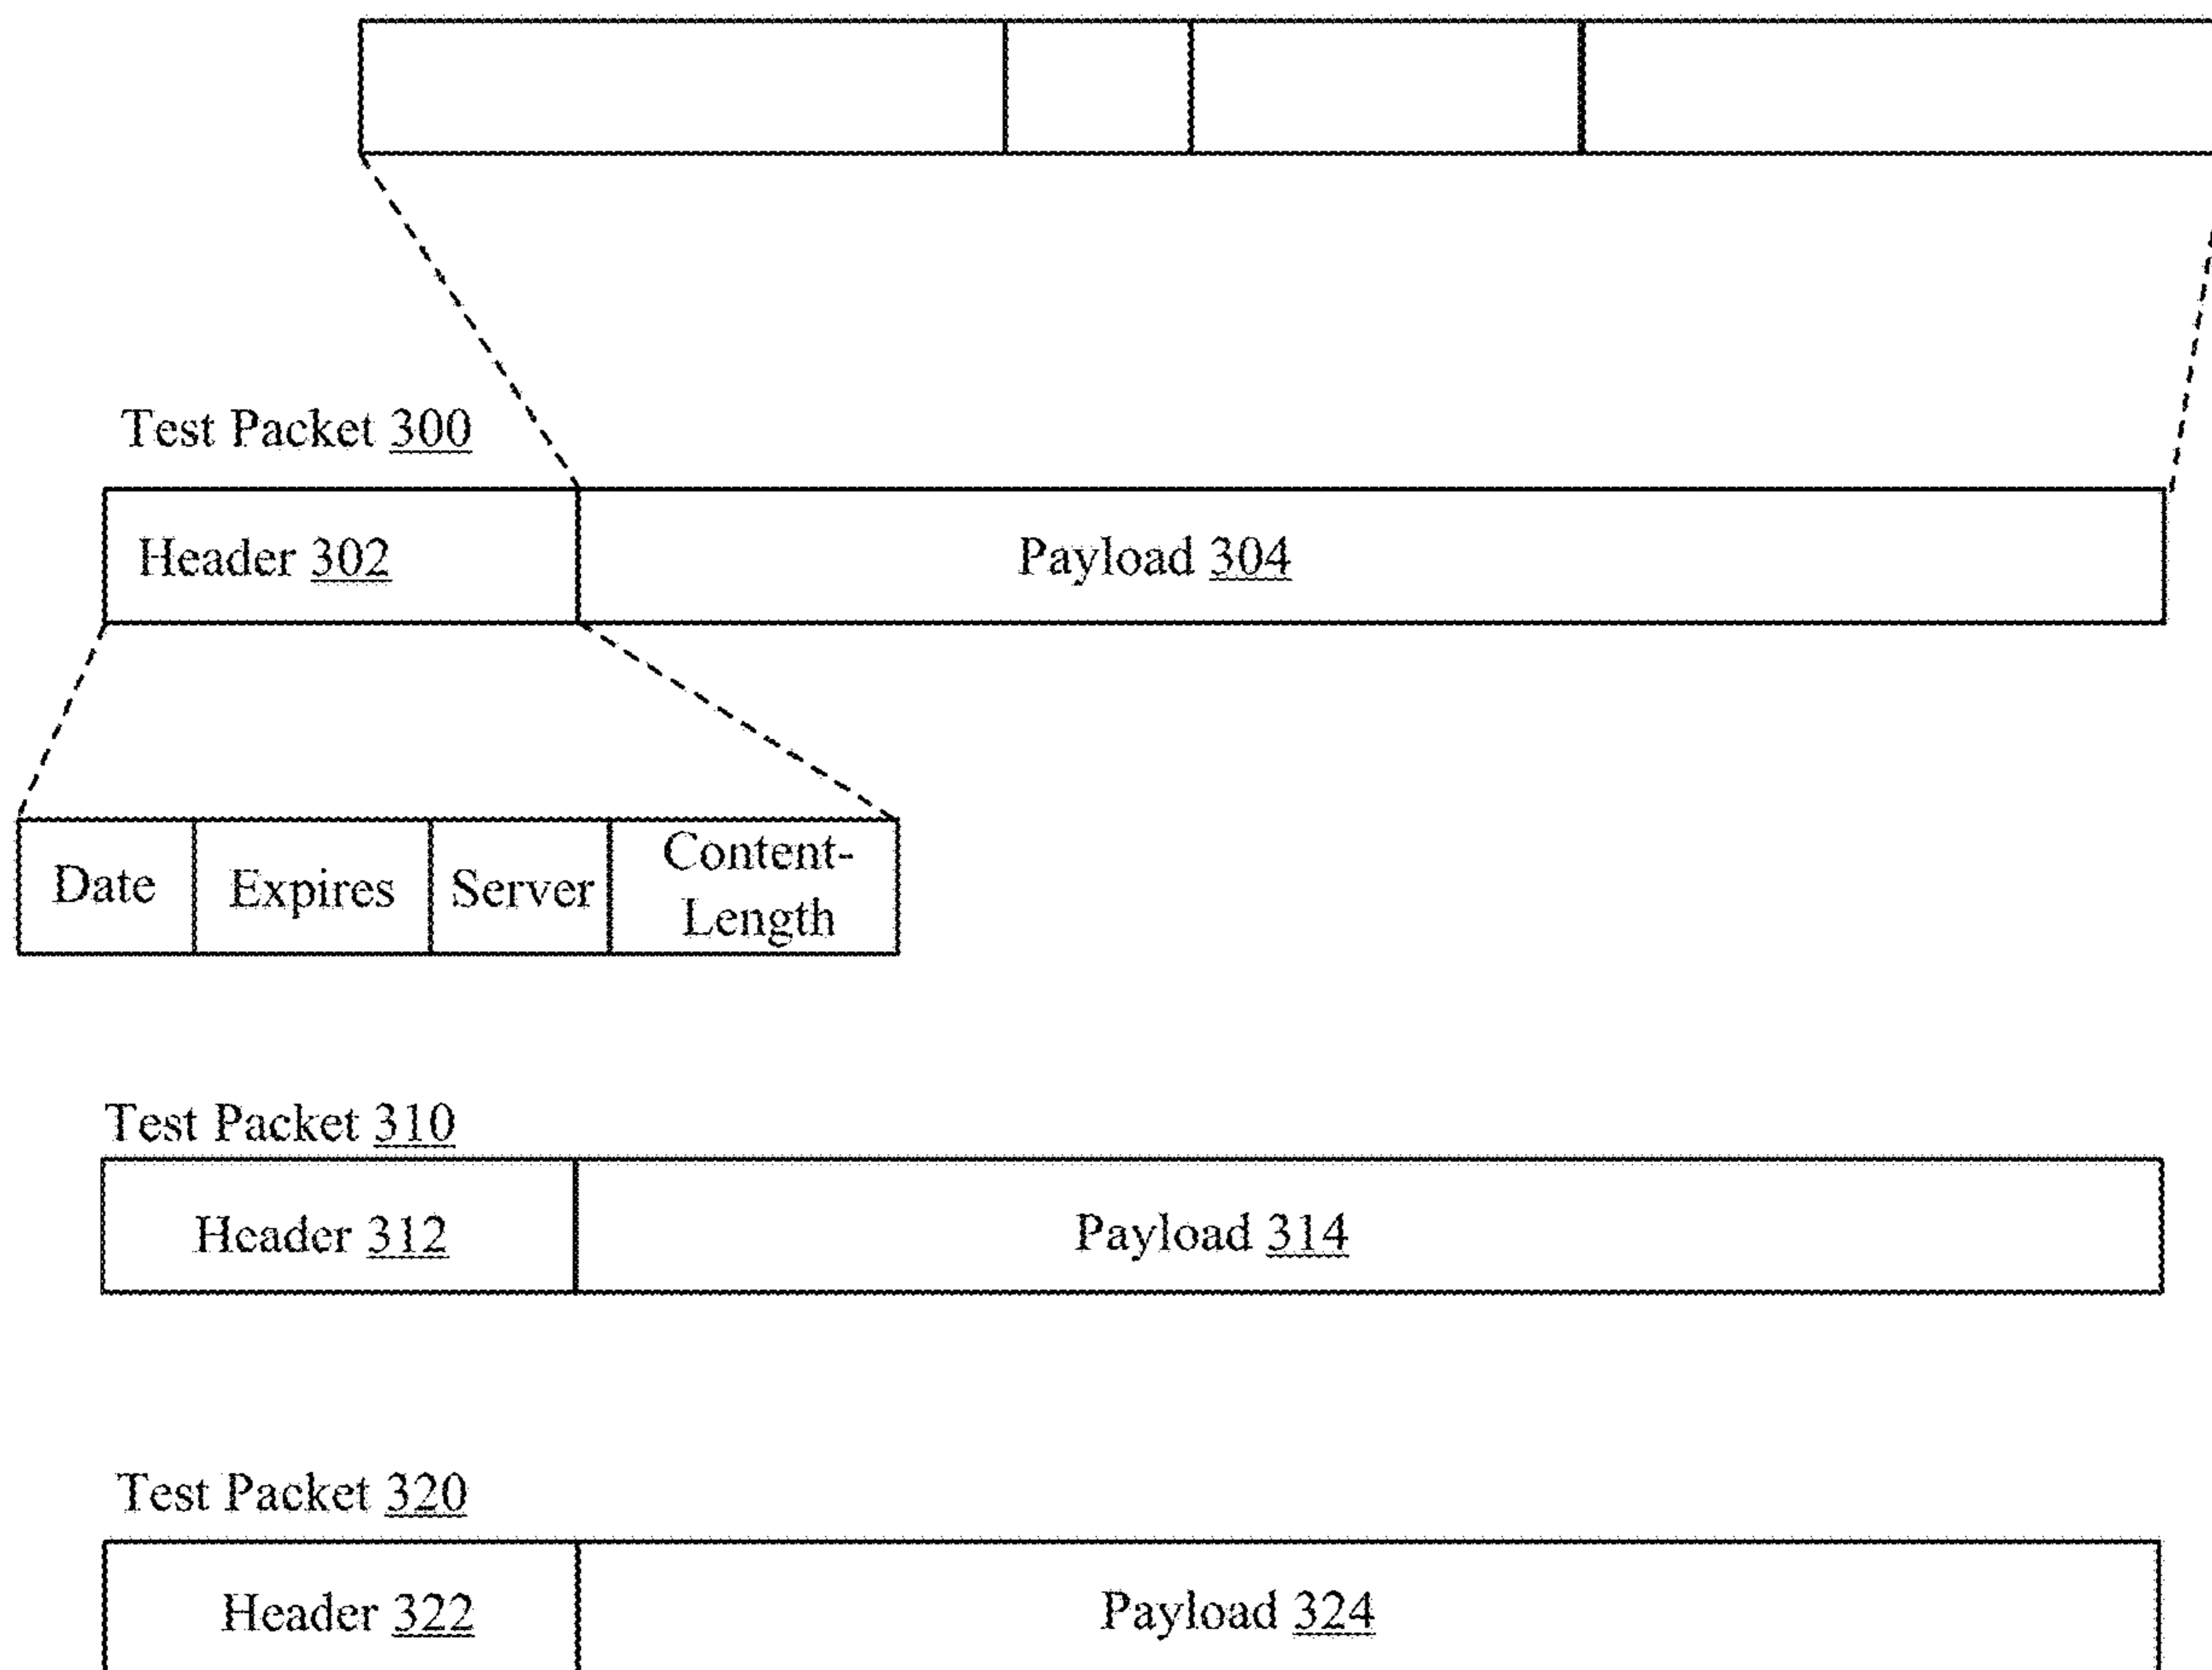 Test Packet 300
Header 302
Payload 304
Date
Expires
Server
Content-
Length
Test Packet 310
Header 312
Payload 314
Test Packet 320
Header 322
Payload 324